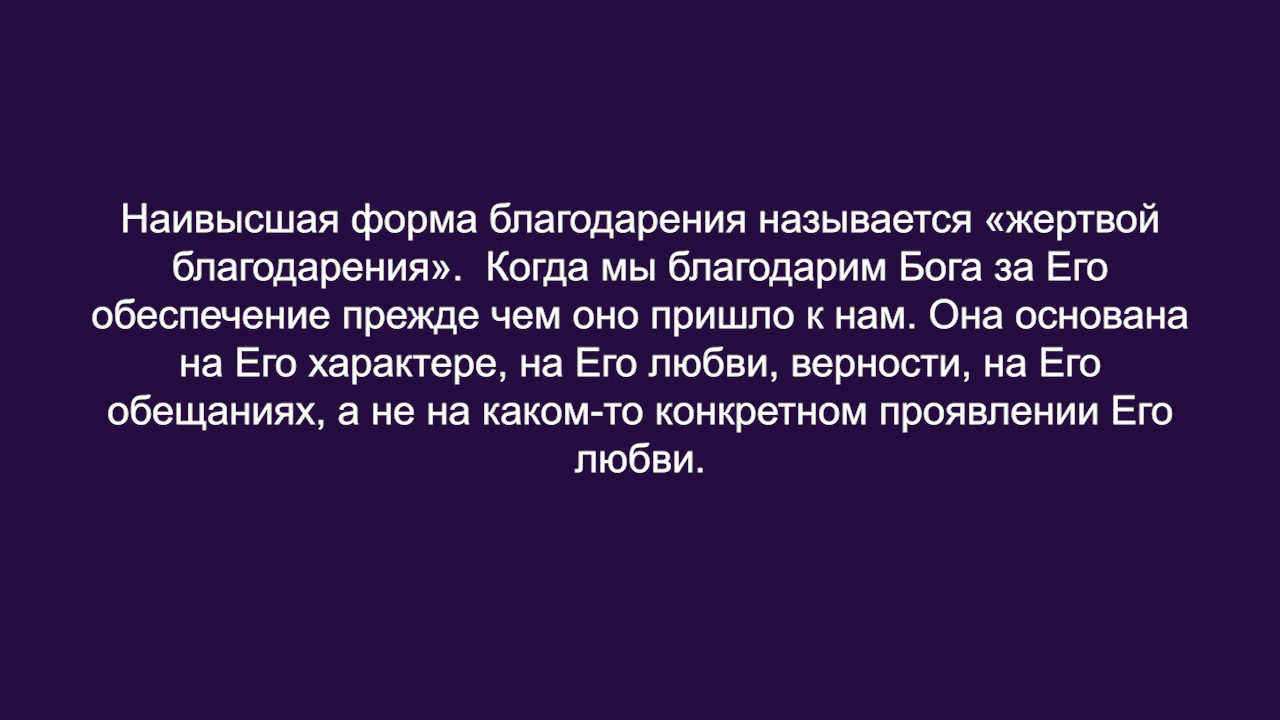 Наивысшая форма благодарения называется «жертвой
благодарения».  Когда мы благодарим Бога за Его
обеспечение прежде чем оно пришло к нам. Она основана
на Его характере, на Его любви, верности, на Его
обещаниях, а не на каком-то конкретном проявлении Его
любви.